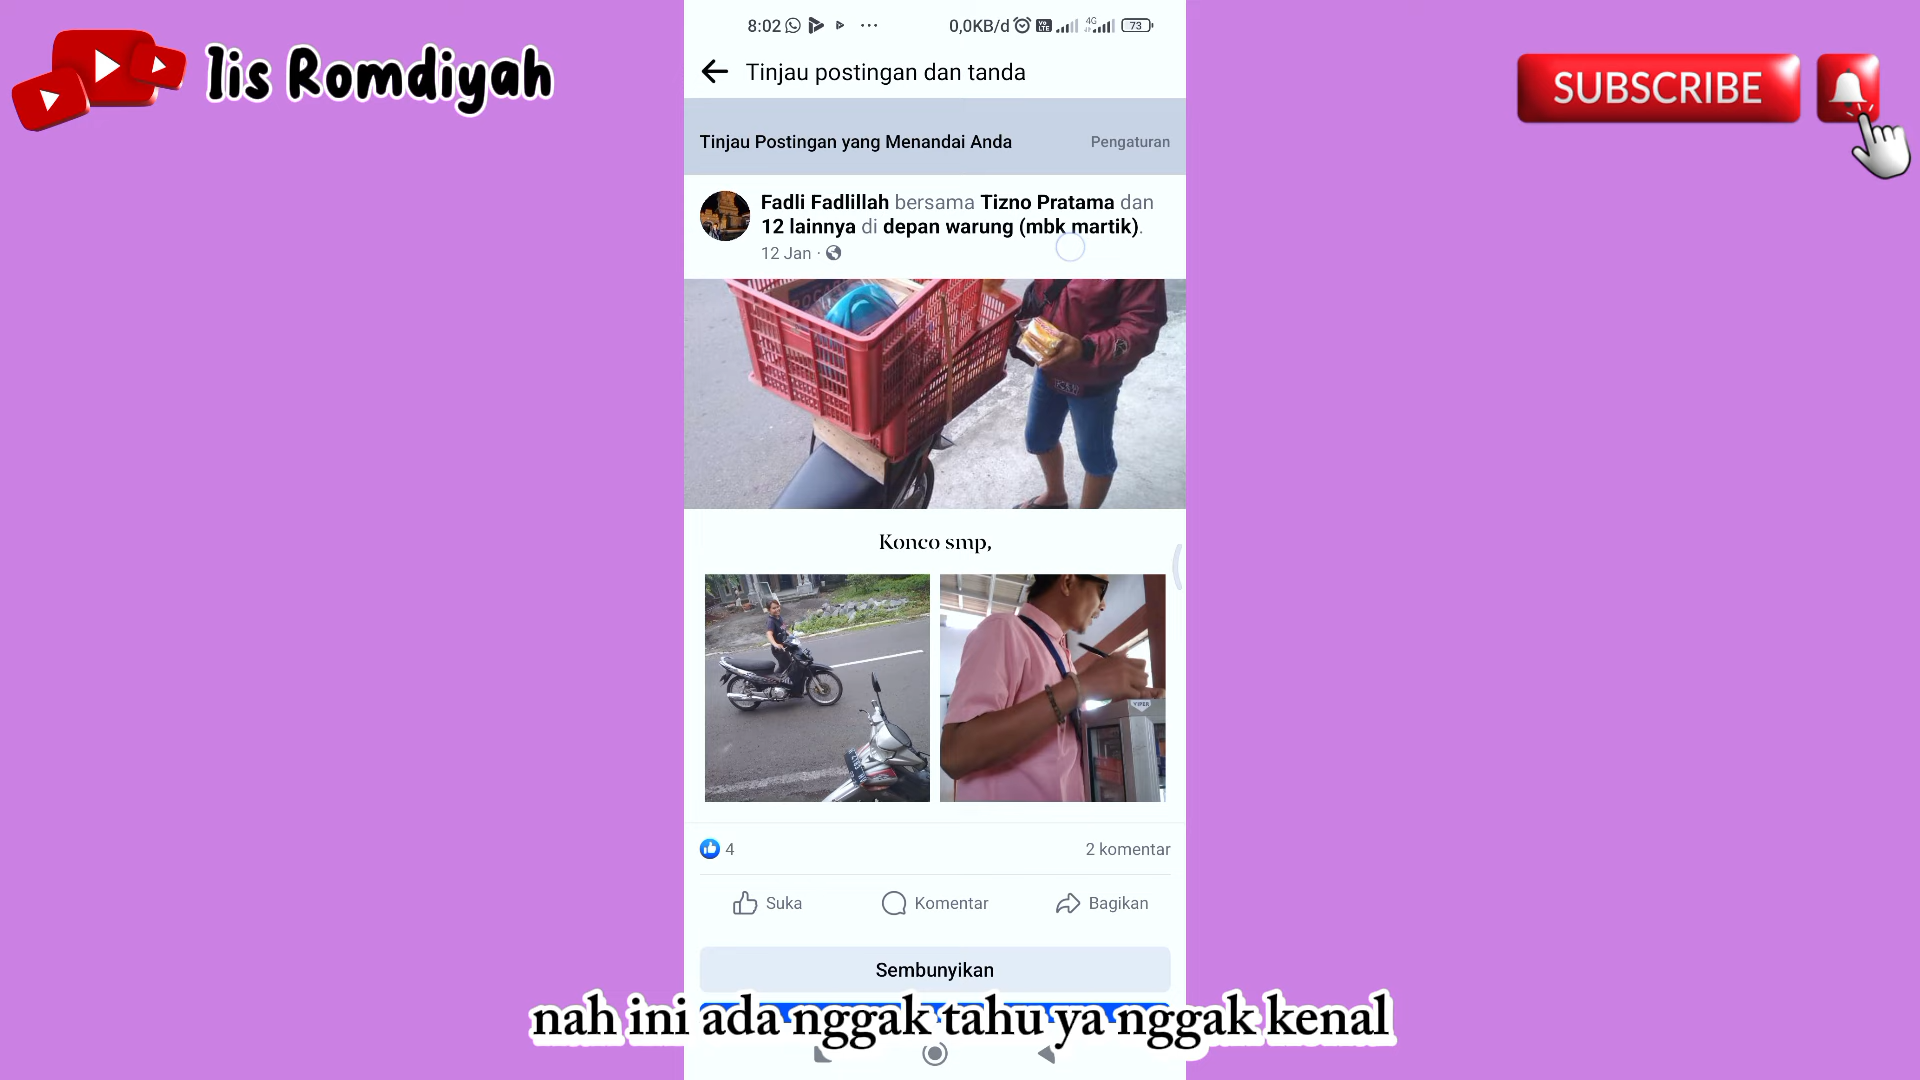 Iis Romdiyah
SUBSCRIBE
8:02
0,0KB/d
4G
73
Tinjau postingan dan tanda
Tinjau Postingan yang Menandai Anda
Pengaturan
Fadli Fadlillah bersama Tizno Pratama dan
12 lainnya di depan warung (mbk martik).
12 Jan ·
Konco smp,
VIPER
4
2 komentar
Suka
Komentar
Bagikan
Sembunyikan
nah ini ada nggak tahu ya nggak kenal